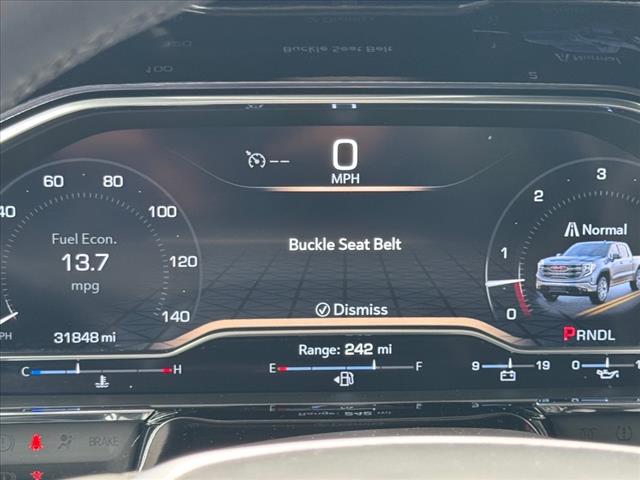 0
MPH
60 80
100
120
140
Fuel Econ.
13.7
mpg
31848 mi
Buckle Seat Belt
Dismiss
Range: 242 mi
C H
E F
3
2
1
0
Normal
PRNDL
9 19
0
BRAKE